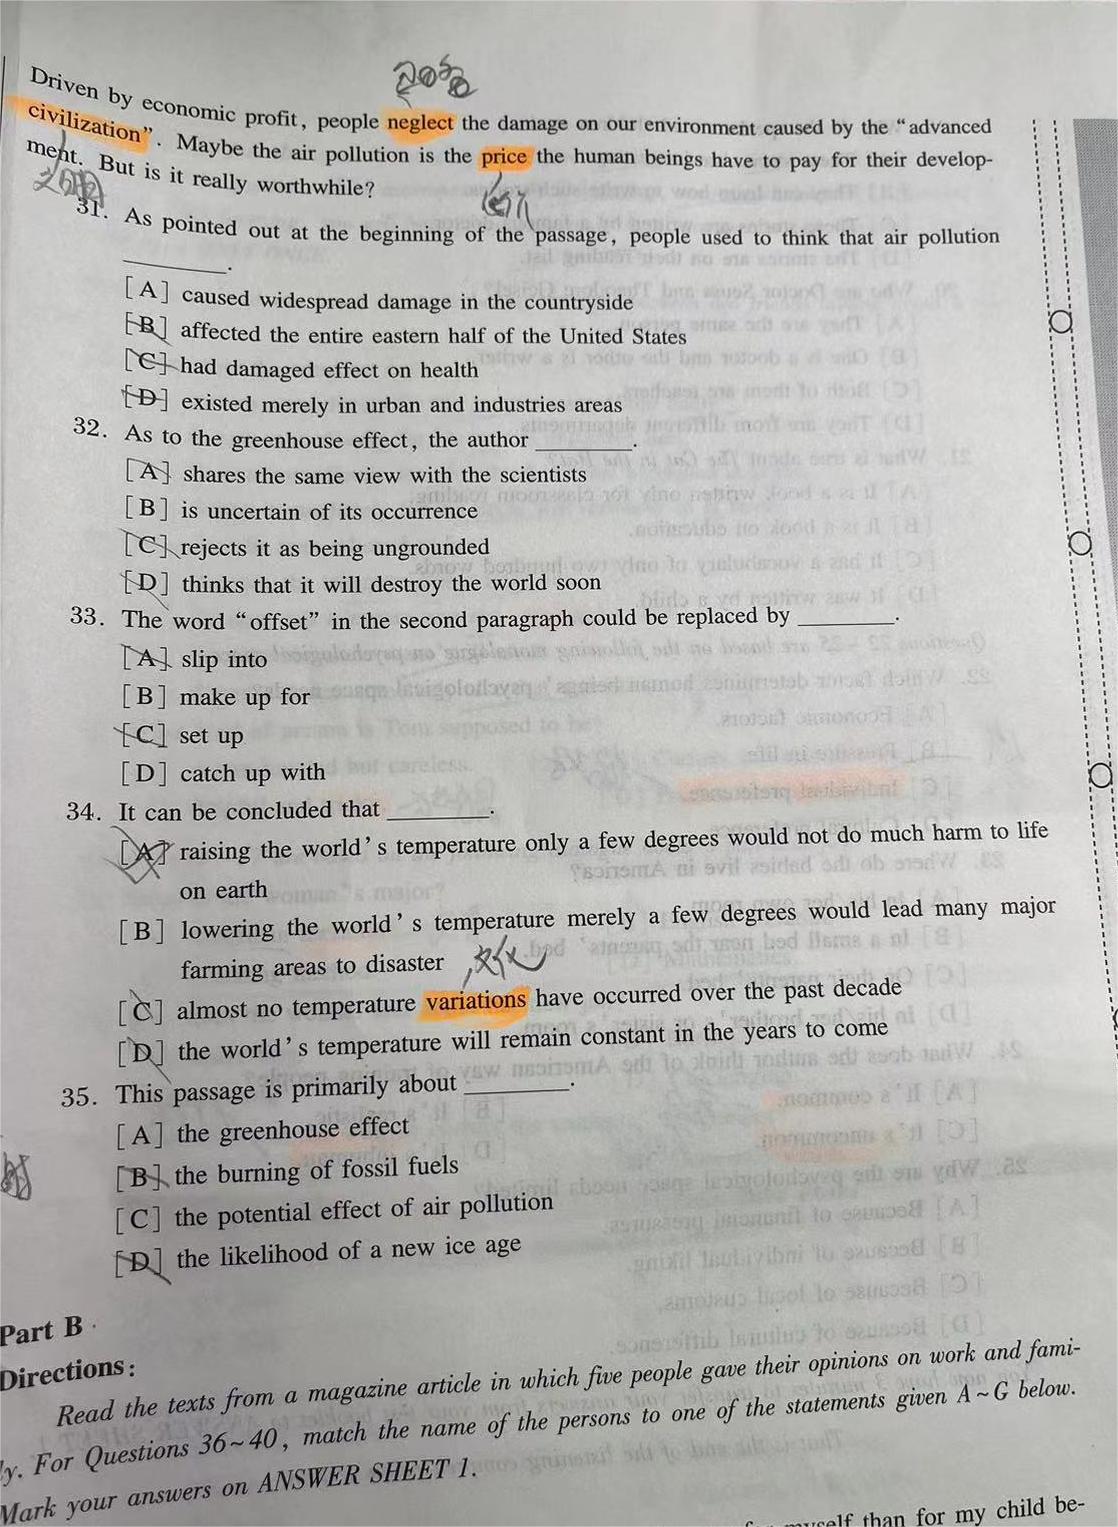 Driven by economic profit, people neglect the damage on our environment caused by the “advanced
civilization”. Maybe the air pollution is the price the human beings have to pay for their develop-
ment. But is it really worthwhile?
31. As pointed out at the beginning of the passage, people used to think that air pollution
________.
[A] caused widespread damage in the countryside
[B] affected the entire eastern half of the United States
[C] had damaged effect on health
[D] existed merely in urban and industries areas
32. As to the greenhouse effect, the author ________.
[A] shares the same view with the scientists
[B] is uncertain of its occurrence
[C] rejects it as being ungrounded
[D] thinks that it will destroy the world soon
33. The word “offset” in the second paragraph could be replaced by ________.
[A] slip into
[B] make up for
[C] set up
[D] catch up with
34. It can be concluded that ________.
[A] raising the world’s temperature only a few degrees would not do much harm to life
on earth
[B] lowering the world’s temperature merely a few degrees would lead many major
farming areas to disaster
[C] almost no temperature variations have occurred over the past decade
[D] the world’s temperature will remain constant in the years to come
35. This passage is primarily about ________.
[A] the greenhouse effect
[B] the burning of fossil fuels
[C] the potential effect of air pollution
[D] the likelihood of a new ice age
Part B
Directions:
Read the texts from a magazine article in which five people gave their opinions on work and fami-
ly. For Questions 36~40, match the name of the persons to one of the statements given A~G below.
Mark your answers on ANSWER SHEET 1.
myself than for my child be-